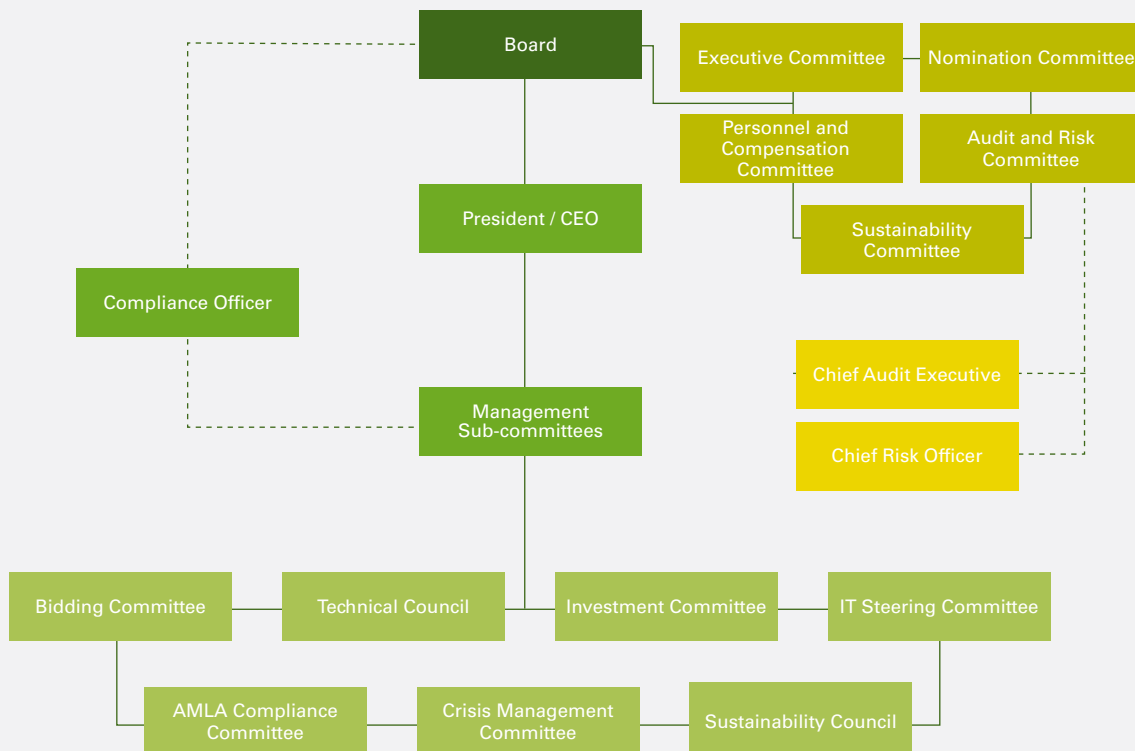 Board
Executive Committee
Nomination Committee
Personnel and
Compensation
Committee
Audit and Risk
Committee
President / CEO
Sustainability
Committee
Compliance Officer
Chief Audit Executive
Management
Sub-committees
Chief Risk Officer
Bidding Committee
Technical Council
Investment Committee
IT Steering Committee
AMLA Compliance
Committee
Crisis Management
Committee
Sustainability Council